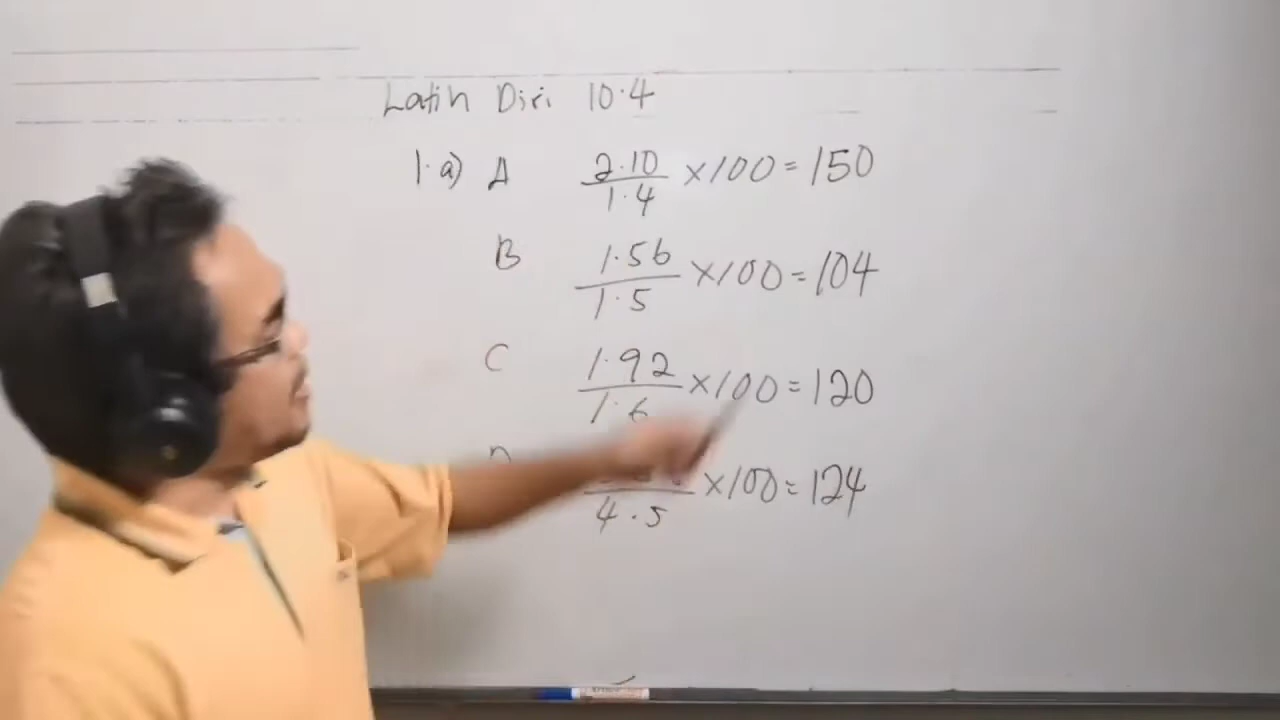 Latih Diri 10.4
1.a) A 2.10/1.4 ×100 = 150
B 1.56/1.5 ×100 = 104
C 1.92/1.6 ×100 = 120
/4.5 ×100 = 124